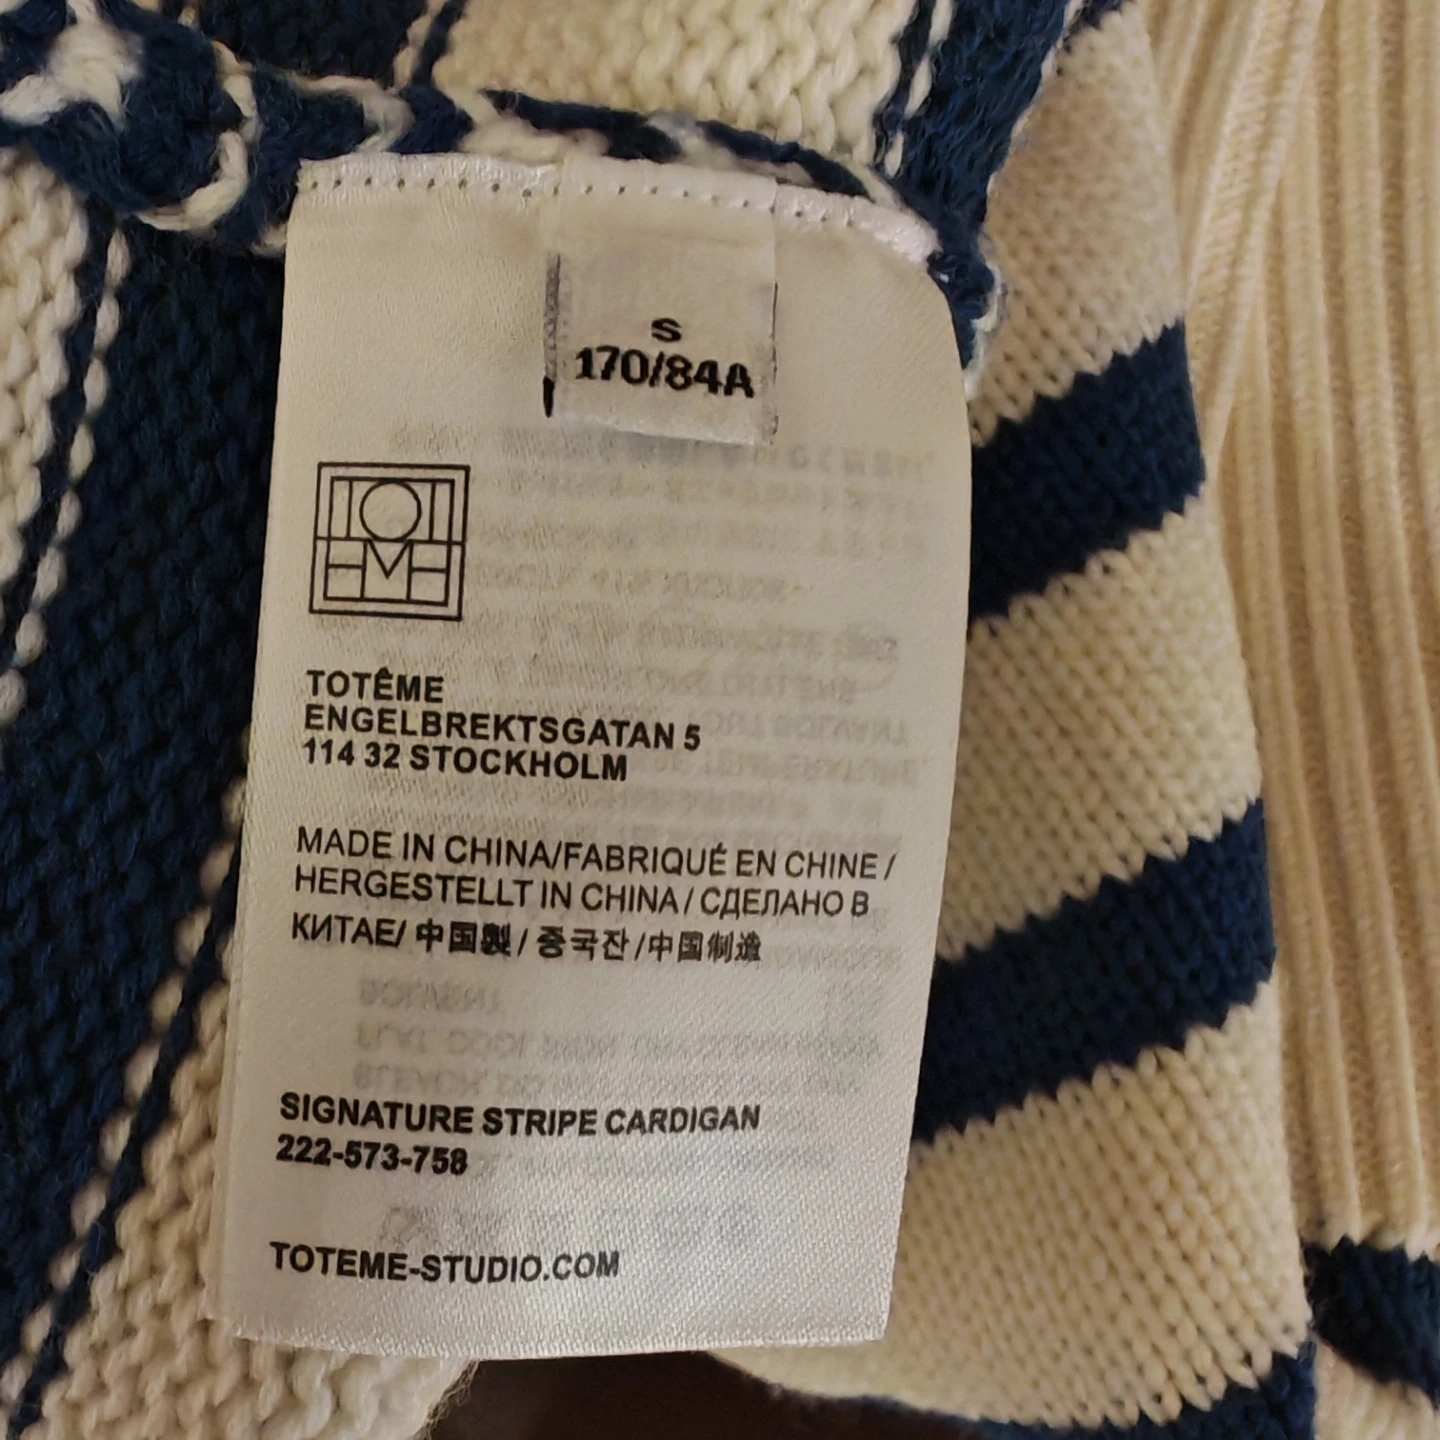 S
170/84A
TOTÊME
ENGELBREKTSGATAN 5
114 32 STOCKHOLM
MADE IN CHINA/FABRIQUÉ EN CHINE /
HERGESTELLT IN CHINA / СДЕЛАНО В
КИТАЕ/ 中国製 / 중국잔 /中国制造
SIGNATURE STRIPE CARDIGAN
222-573-758
TOTEME-STUDIO.COM